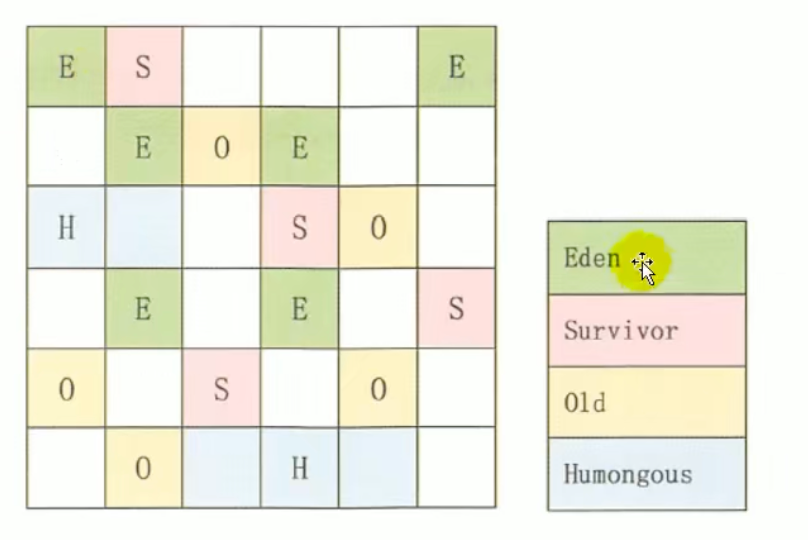 E S E
E O E
H S O
E E S
O S O
O H
Eden
Survivor
Old
Humongous